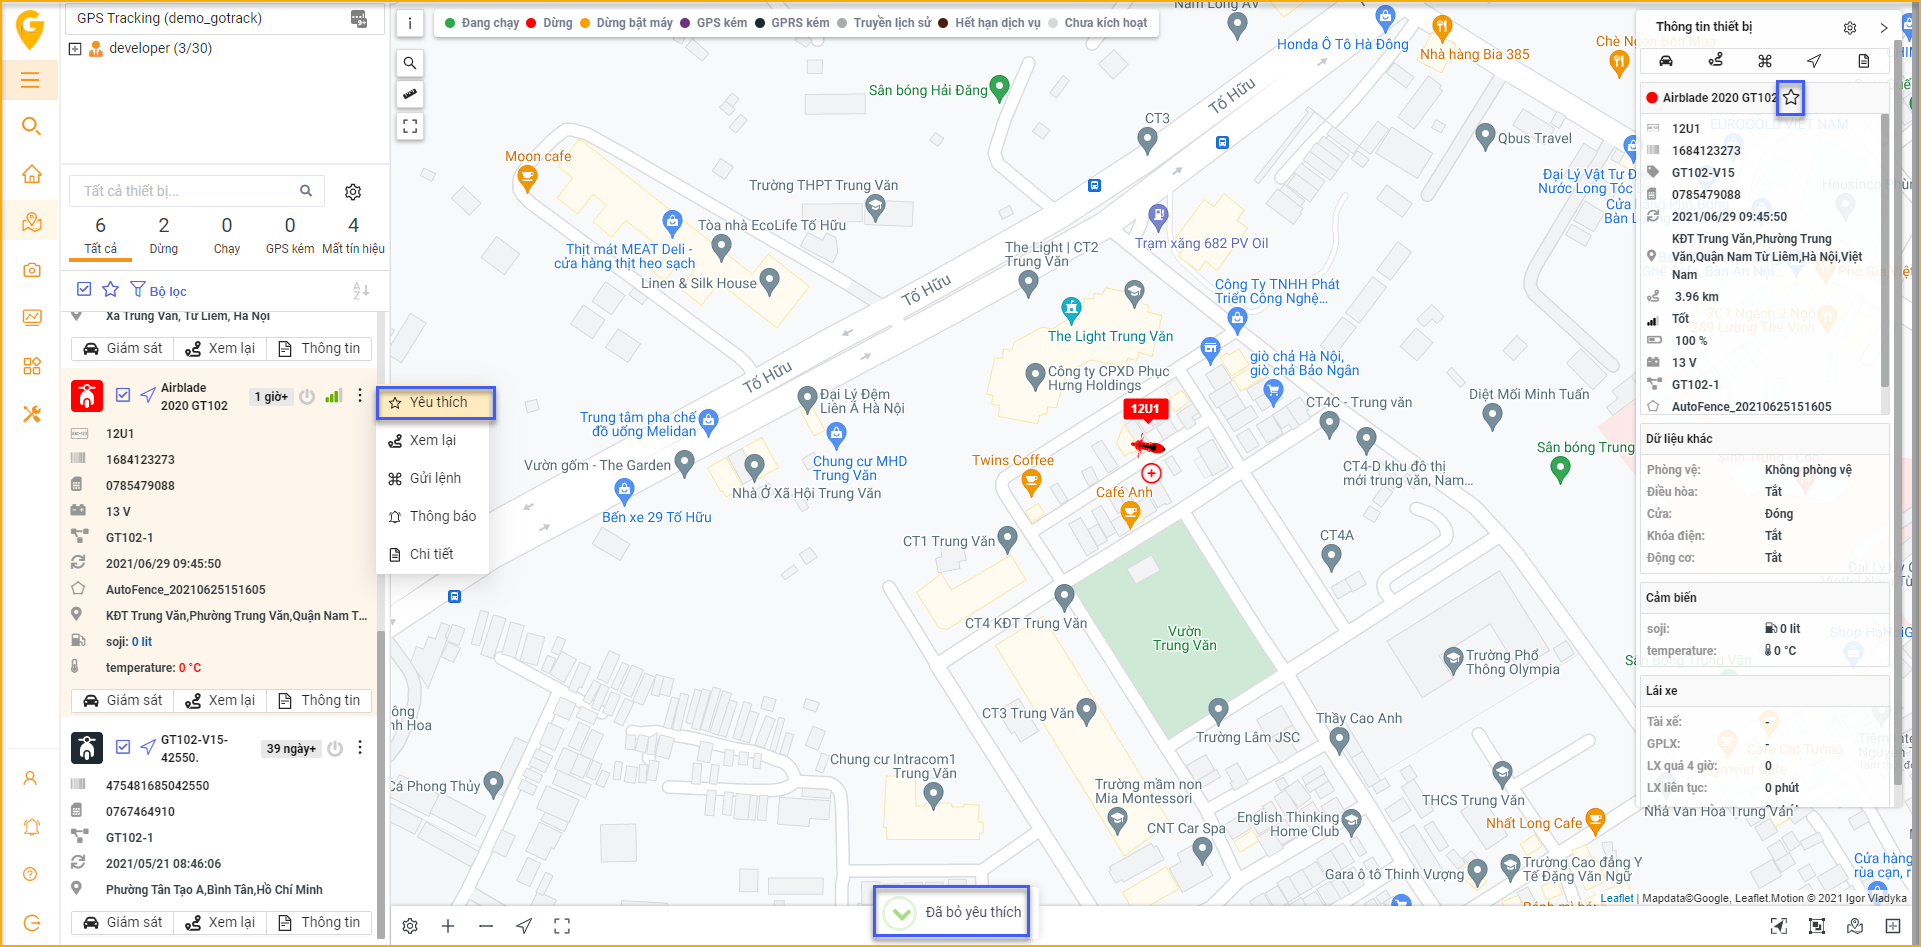 GPS Tracking (demo_gotrack)
developer (3/30)
Tất cả thiết bị...
6
2
0
0
4
Tất cả
Dừng
Chạy
GPS kém
Mất tín hiệu
Bộ lọc
Xã Trung Văn, Từ Liêm, Hà Nội
Giám sát
Xem lại
Thông tin
Airblade
2020 GT102
1 giờ+
12U1
1684123273
0785479088
13 V
GT102-1
2021/06/29 09:45:50
AutoFence_20210625151605
KĐT Trung Văn,Phường Trung Văn,Quận Nam T...
soji: 0 lit
temperature: 0 °C
Giám sát
Xem lại
Thông tin
GT102-V15-
42550.
39 ngày+
475481685042550
0767464910
GT102-1
2021/05/21 08:46:06
Phường Tân Tạo A,Bình Tân,Hồ Chí Minh
Giám sát
Xem lại
Thông tin
Yêu thích
Xem lại
Gửi lệnh
Thông báo
Chi tiết
i
Đang chạy
Dừng
Dừng bật máy
GPS kém
GPRS kém
Truyền lịch sử
Hết hạn dịch vụ
Chưa kích hoạt
Nam Long AV
Honda Ô Tô Hà Đông
Nhà hàng Bia 385
Sân bóng Hải Đăng
Tố Hữu
CT3
Qbus Travel
Moon cafe
Trường THPT Trung Văn
Tòa nhà EcoLife Tố Hữu
Thịt mát MEAT Deli -
cửa hàng thịt heo sạch
Linen & Silk House
The Light | CT2
Trung Văn
Trạm xăng 682 PV Oil
Tố Hữu
Công Ty TNHH Phát
Triển Công Nghệ...
The Light Trung Văn
giò chả Hà Nội,
giò chả Bảo Ngân
Tố Hữu
Công ty CPXD Phục
Hưng Holdings
Đại Lý Đệm
Liên Á Hà Nội
12U1
CT4C - Trung văn
Diệt Mối Minh Tuấn
Trung tâm pha chế
đồ uống Melidan
Chung cư MHD
Trung Văn
Sân bóng Trung
Vườn gốm - The Garden
Twins Coffee
CT4-D khu đô thị
mới trung văn, Nam...
Nhà Ở Xã Hội Trung Văn
Café Anh
Bến xe 29 Tố Hữu
CT1 Trung Văn
CT4A
CT4 KĐT Trung Văn
Vườn
Trung Văn
Trường Phổ
Thông Olympia
CT3 Trung Văn
Thầy Cao Anh
Trường Lâm JSC
Chung cư Intracom1
Trung Văn
Cá Phong Thủy
Trường mầm non
Mia Montessori
THCS Trung Văn
English Thinking
Home Club
Nhất Long Cafe
CNT Car Spa
Gara ô tô Thinh Vượng
Trường Cao đẳng Y
Tế Đặng Văn Ngữ
Nhà Văn Hóa Trung Văn
Cửa hàng
rùa cạn, r
Leaflet | Mapdata©Google, Leaflet.Motion © 2021 Igor Vladyka
Đã bỏ yêu thích
Thông tin thiết bị
Airblade 2020 GT102
12U1
1684123273
GT102-V15
0785479088
2021/06/29 09:45:50
KĐT Trung Văn,Phường Trung
Văn,Quận Nam Từ Liêm,Hà Nội,Việt
Nam
3.96 km
Tốt
100 %
13 V
GT102-1
AutoFence_20210625151605
Dữ liệu khác
Phòng vệ:
Không phòng vệ
Điều hòa:
Tắt
Cửa:
Đóng
Khóa điện:
Tắt
Động cơ:
Tắt
Cảm biến
soji:
0 lit
temperature:
0 °C
Lái xe
Tài xế:
-
GPLX:
-
LX quá 4 giờ:
0
LX liên tục:
0 phút